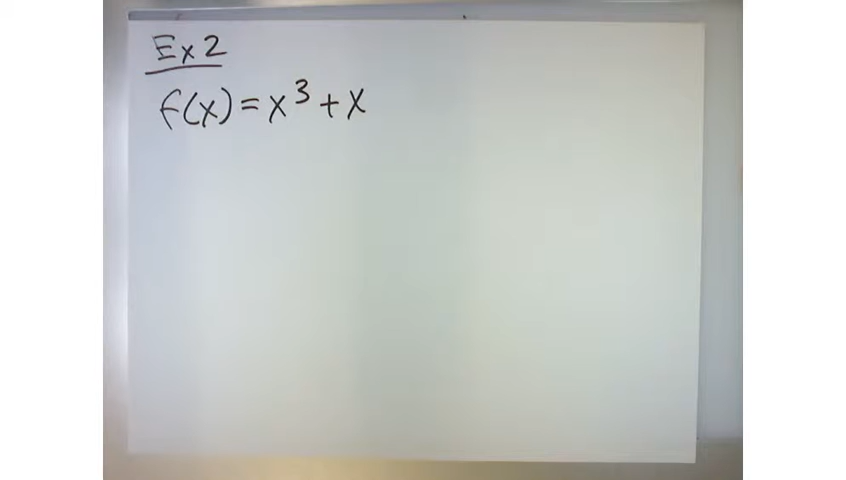 Ex 2
f(x) = x³ + x